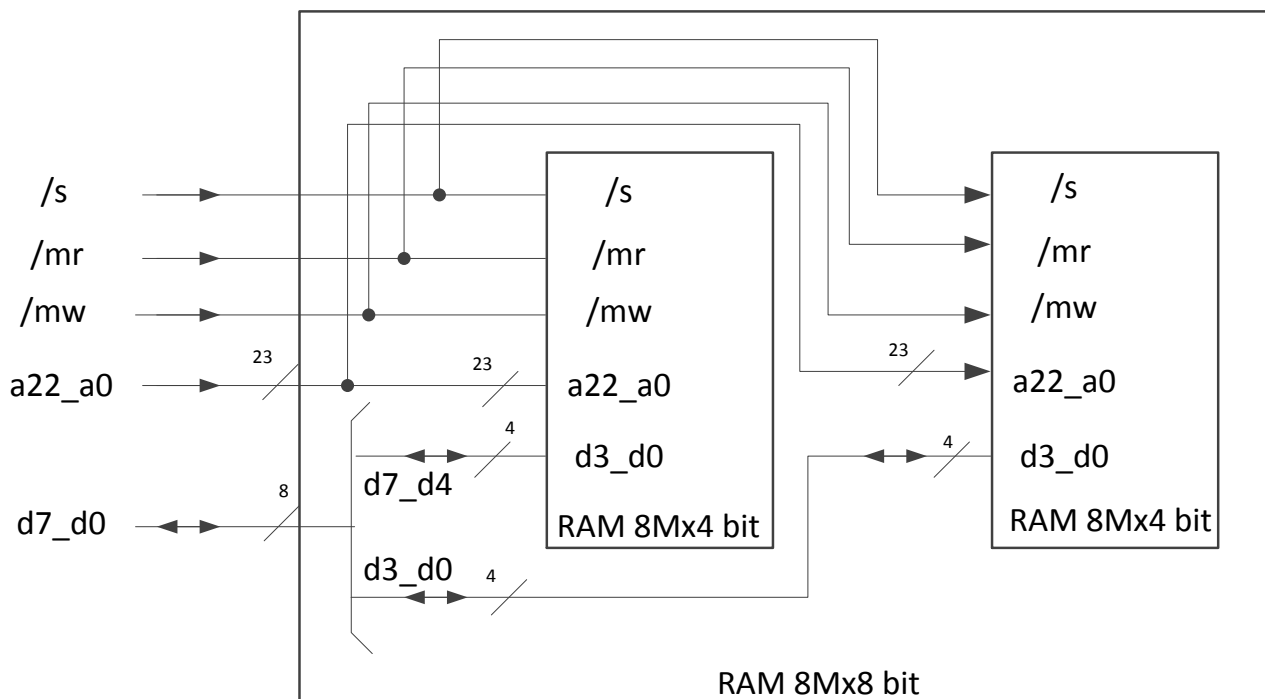 /s /s /s
/mr /mr /mr
/mw /mw /mw
23 23 23
a22_a0 a22_a0 a22_a0
4 4
d3_d0 d3_d0
d7_d4
8
d7_d0 RAM 8Mx4 bit RAM 8Mx4 bit
d3_d0 4
RAM 8Mx8 bit